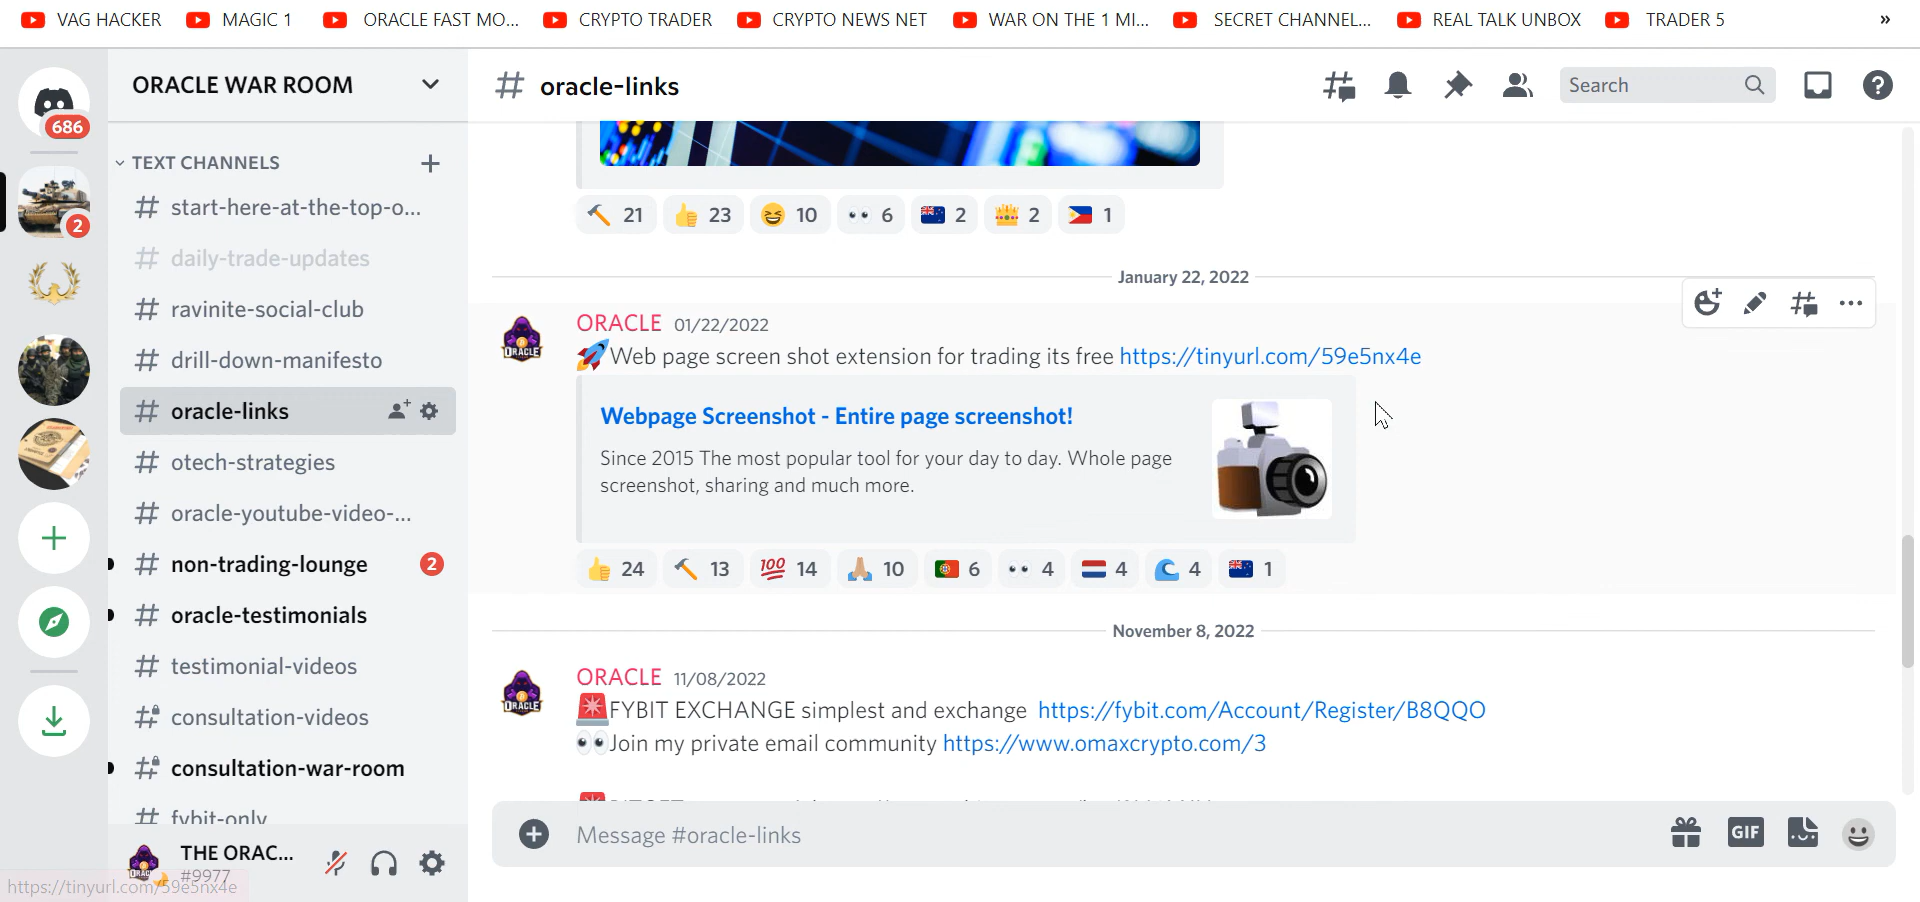 VAG HACKER MAGIC 1 ORACLE FAST MO... CRYPTO TRADER CRYPTO NEWS NET WAR ON THE 1 MI... SECRET CHANNEL... REAL TALK UNBOX TRADER 5 »
686
2
ORACLE WAR ROOM
TEXT CHANNELS
# start-here-at-the-top-o...
# daily-trade-updates
# ravinite-social-club
# drill-down-manifesto
# oracle-links
# otech-strategies
# oracle-youtube-video-...
# non-trading-lounge 2
# oracle-testimonials
# testimonial-videos
# consultation-videos
# consultation-war-room
# fybit-only
THE ORAC...
#9977
https://tinyurl.com/59e5nx4e
# oracle-links
Search
🔨 21 👍 23 😆 10 👀 6 🇳🇿 2 👑 2 🇵🇭 1
January 22, 2022
ORACLE 01/22/2022
🚀Web page screen shot extension for trading its free https://tinyurl.com/59e5nx4e
Webpage Screenshot - Entire page screenshot!
Since 2015 The most popular tool for your day to day. Whole page
screenshot, sharing and much more.
👍 24 🔨 13 💯 14 🙏🏼 10 🇵🇹 6 👀 4 🇳🇱 4 🌊 4 🇳🇿 1
November 8, 2022
ORACLE 11/08/2022
🚨FYBIT EXCHANGE simplest and exchange https://fybit.com/Account/Register/B8QQO
👀Join my private email community https://www.omaxcrypto.com/3
Message #oracle-links
GIF